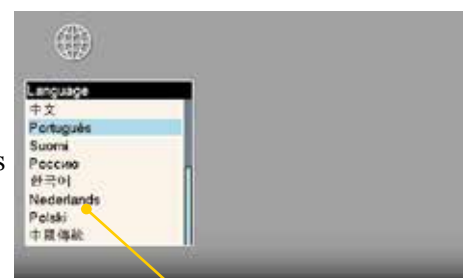 Language
中文
Português
Suomi
한국어
Nederlands
Polski
s